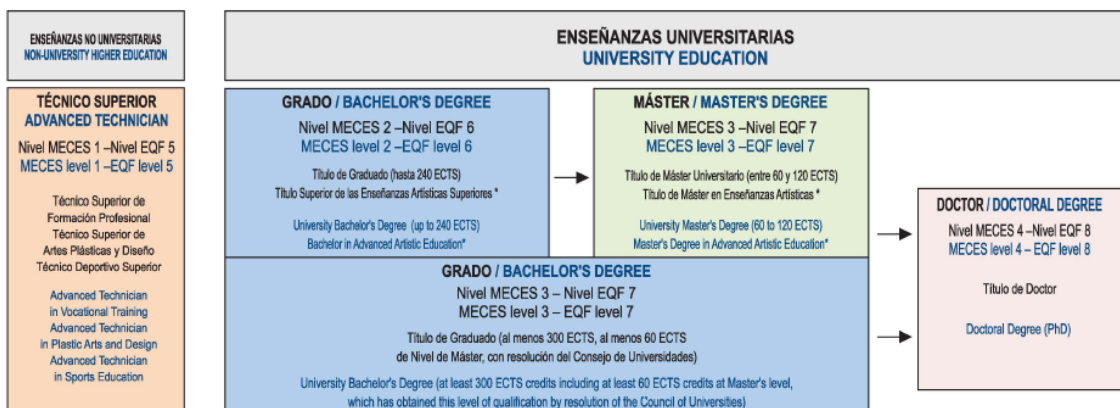 ENSEÑANZAS NO UNIVERSITARIAS
NON-UNIVERSITY HIGHER EDUCATION
TÉCNICO SUPERIOR
ADVANCED TECHNICIAN
Nivel MECES 1 –Nivel EQF 5
MECES level 1 –EQF level 5
Técnico Superior de
Formación Profesional
Técnico Superior de
Artes Plásticas y Diseño
Técnico Deportivo Superior
Advanced Technician
in Vocational Training
Advanced Technician
in Plastic Arts and Design
Advanced Technician
in Sports Education
ENSEÑANZAS UNIVERSITARIAS
UNIVERSITY EDUCATION
GRADO / BACHELOR'S DEGREE
Nivel MECES 2 –Nivel EQF 6
MECES level 2 –EQF level 6
Título de Graduado (hasta 240 ECTS)
Título Superior de las Enseñanzas Artísticas Superiores *
University Bachelor's Degree (up to 240 ECTS)
Bachelor in Advanced Artistic Education*
MÁSTER / MASTER'S DEGREE
Nivel MECES 3 –Nivel EQF 7
MECES level 3 –EQF level 7
Título de Máster Universitario (entre 60 y 120 ECTS)
Título de Máster en Enseñanzas Artísticas *
University Master's Degree (60 to 120 ECTS)
Master's Degree in Advanced Artistic Education*
GRADO / BACHELOR'S DEGREE
Nivel MECES 3 – Nivel EQF 7
MECES level 3 – EQF level 7
Título de Graduado (al menos 300 ECTS, al menos 60 ECTS
de Nivel de Máster, con resolución del Consejo de Universidades)
University Bachelor's Degree (at least 300 ECTS credits including at least 60 ECTS credits at Master's level,
which has obtained this level of qualification by resolution of the Council of Universities)
DOCTOR / DOCTORAL DEGREE
Nivel MECES 4 –Nivel EQF 8
MECES level 4 – EQF level 8
Título de Doctor
Doctoral Degree (PhD)